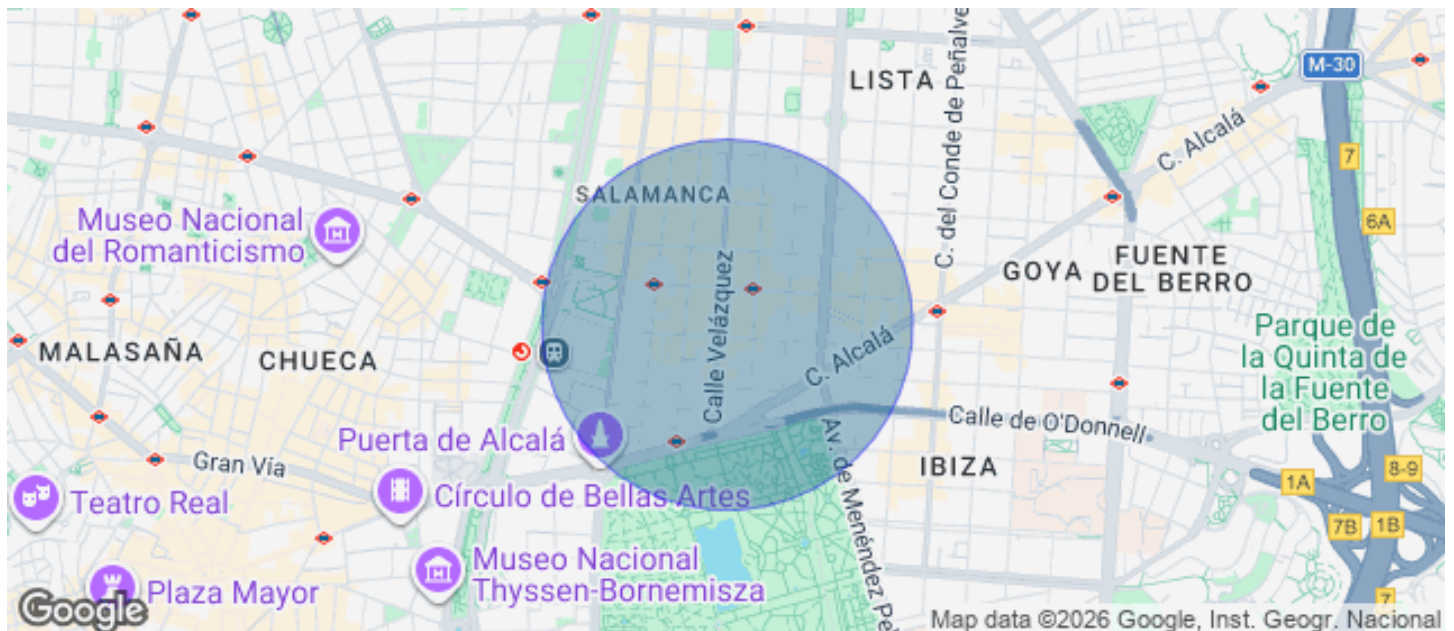 LISTA
M-30
C. del Conde de Peñalve
C. Alcalá
7
SALAMANCA
Museo Nacional
del Romanticismo
6A
GOYA
FUENTE
DEL BERRO
Calle Velázquez
MALASAÑA
CHUECA
C. Alcalá
Parque de
la Quinta de
la Fuente
del Berro
Puerta de Alcalá
Calle de O'Donnell
Av. de Menéndez Pe
Gran Vía
IBIZA
8-9
1A
Teatro Real
Círculo de Bellas Artes
7B
1B
Museo Nacional
Thyssen-Bornemisza
Plaza Mayor
7
Google
Map data ©2026 Google, Inst. Geogr. Nacional